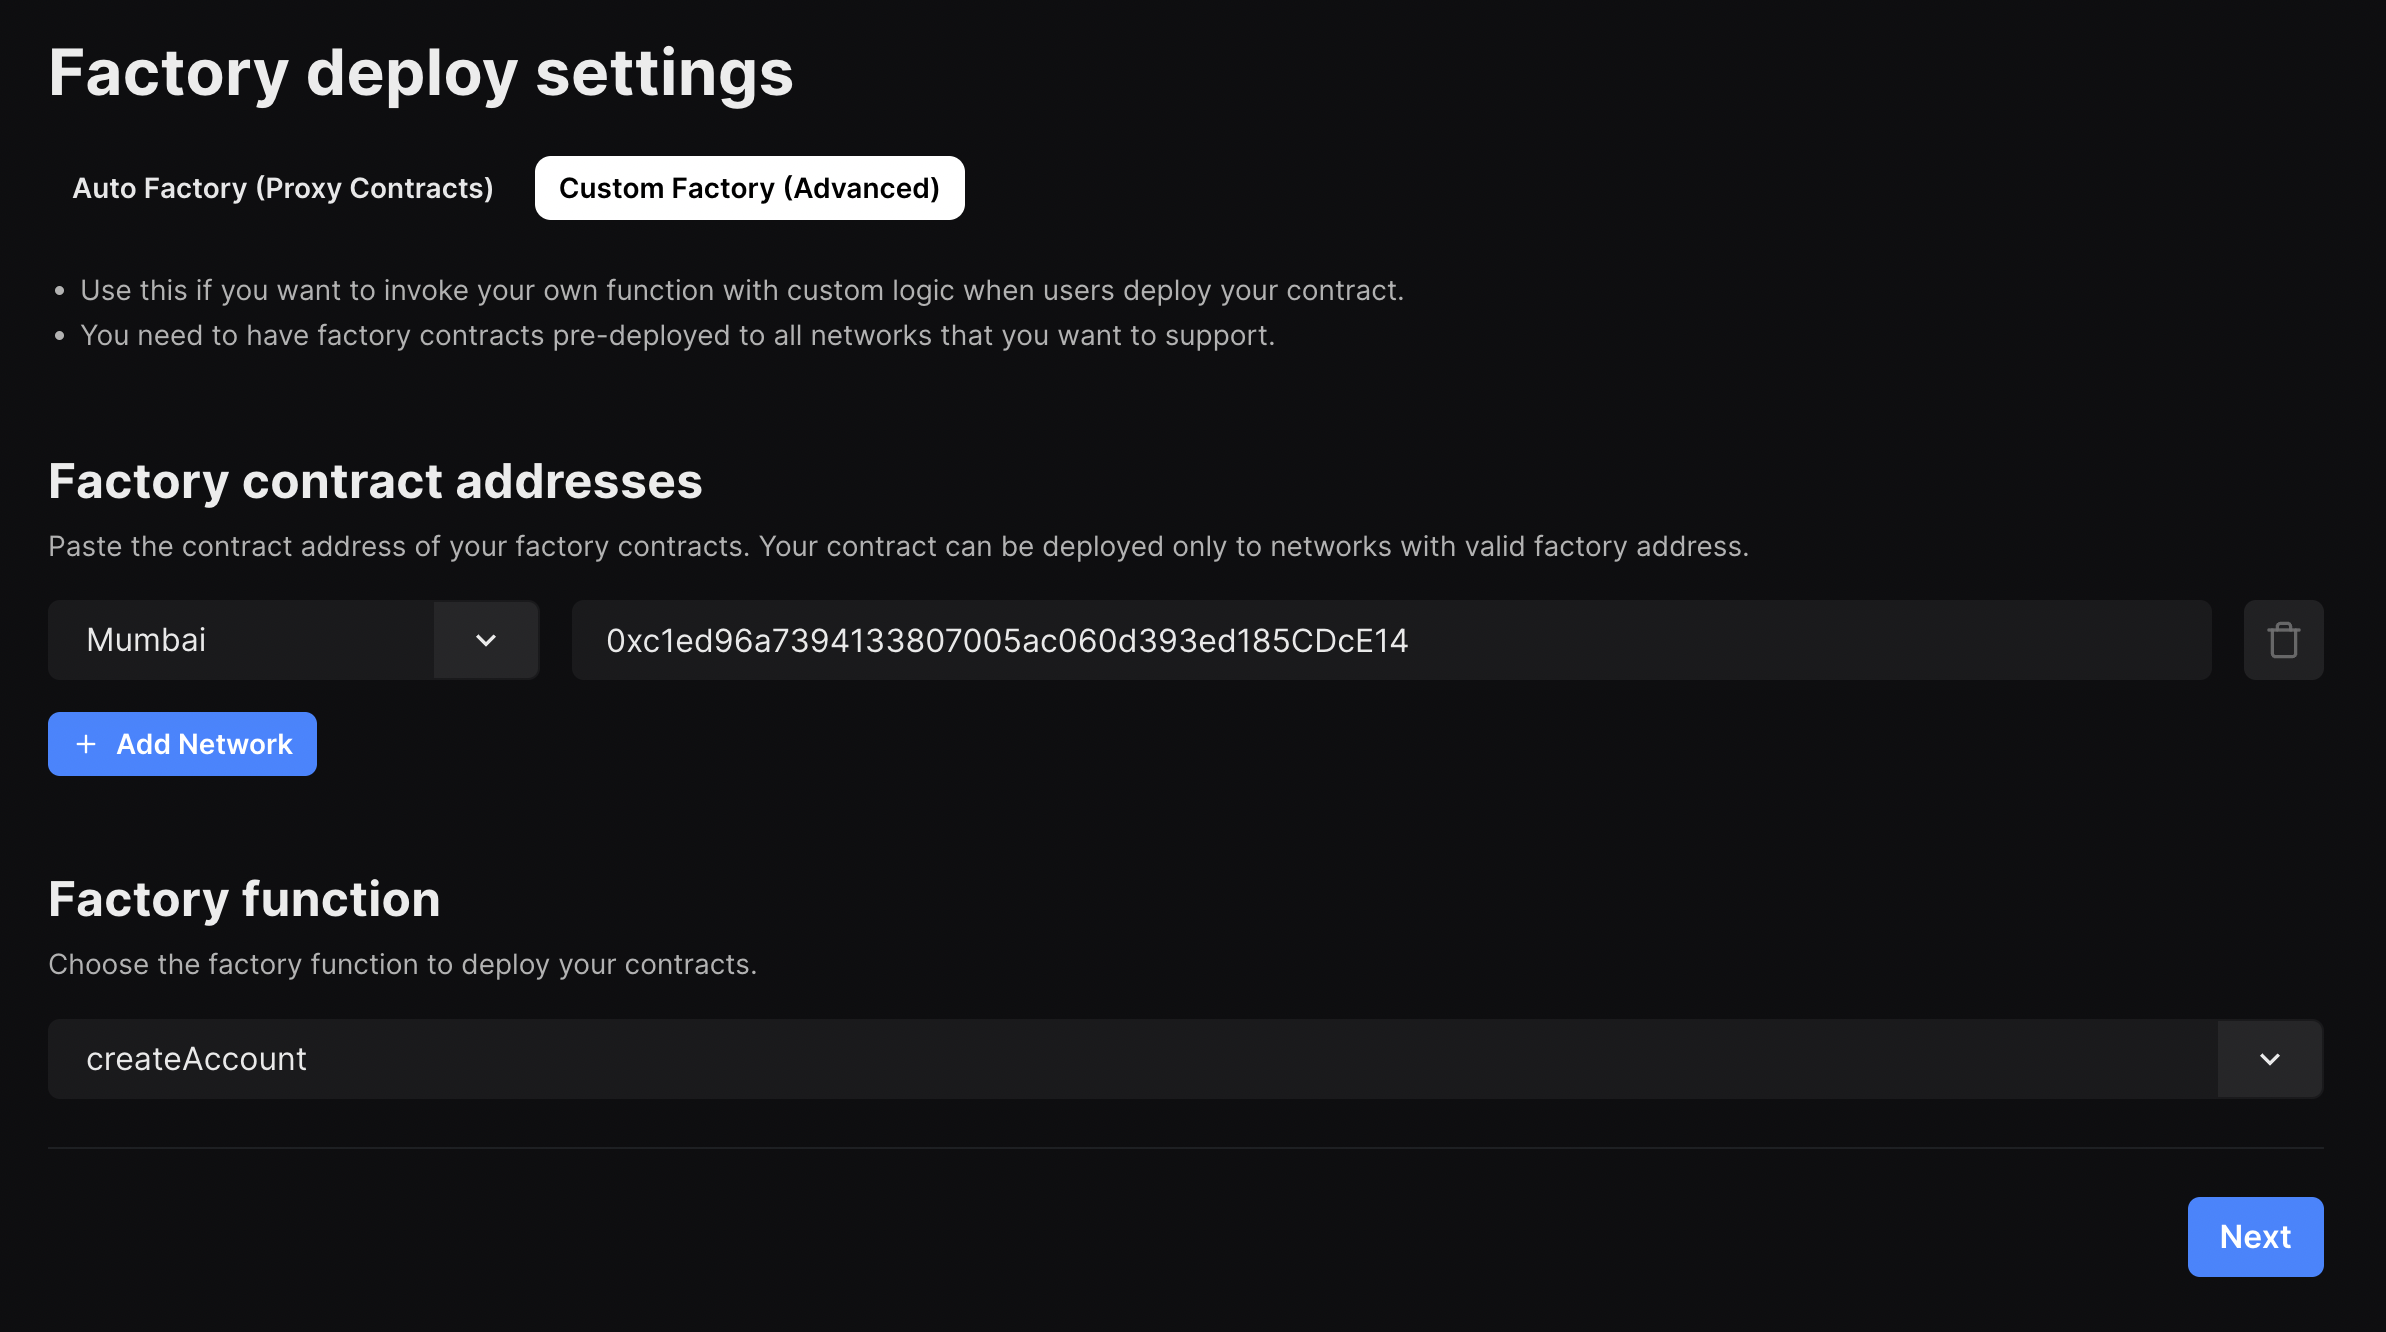 Factory deploy settings
Auto Factory (Proxy Contracts)
Custom Factory (Advanced)
• Use this if you want to invoke your own function with custom logic when users deploy your contract.
• You need to have factory contracts pre-deployed to all networks that you want to support.
Factory contract addresses
Paste the contract address of your factory contracts. Your contract can be deployed only to networks with valid factory address.
Mumbai
0xc1ed96a7394133807005ac060d393ed185CDcE14
+ Add Network
Factory function
Choose the factory function to deploy your contracts.
createAccount
Next